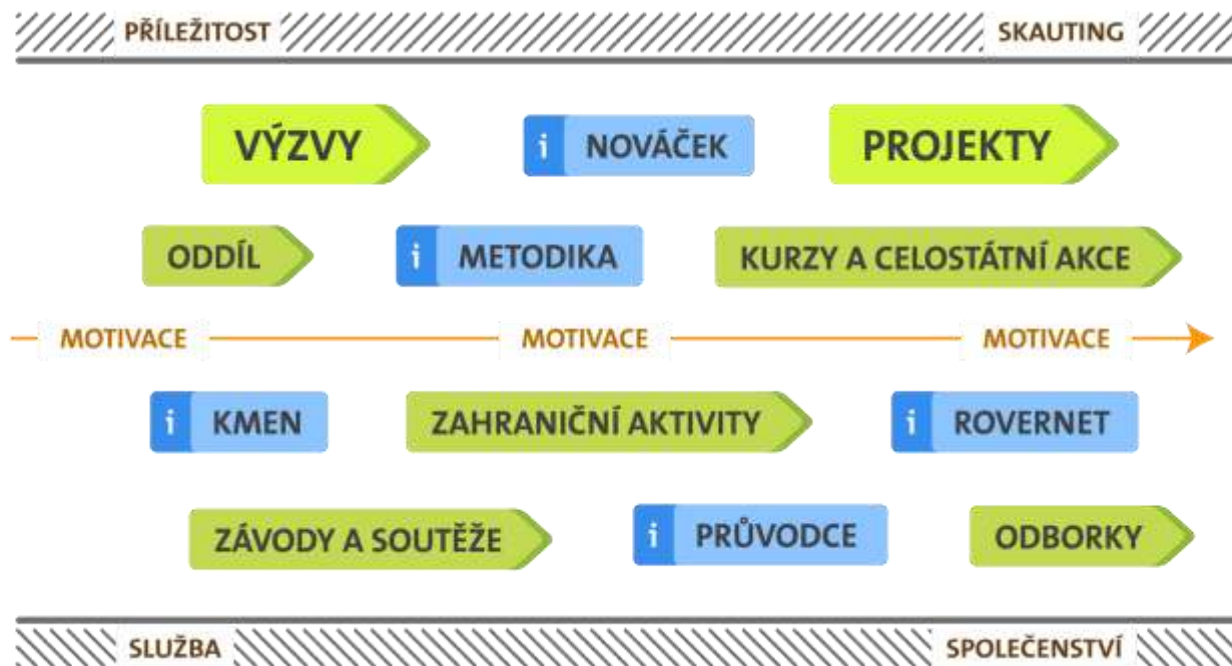 PŘÍLEŽITOST SKAUTING
VÝZVY i NOVÁČEK PROJEKTY
ODDÍL i METODIKA KURZY A CELOSTÁTNÍ AKCE
MOTIVACE MOTIVACE MOTIVACE
i KMEN ZAHRANIČNÍ AKTIVITY i ROVERNET
ZÁVODY A SOUTĚŽE i PRŮVODCE ODBORKY
SLUŽBA SPOLEČENSTVÍ